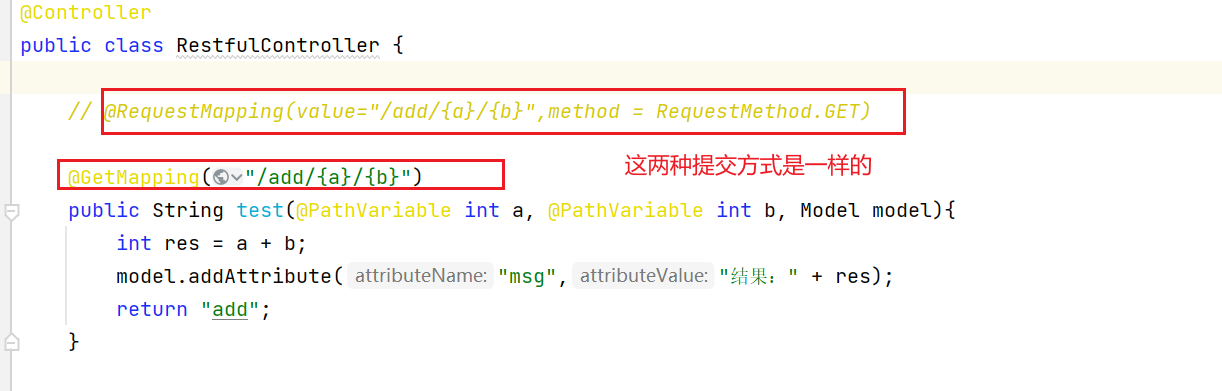 @Controller
public class RestfulController {
// @RequestMapping(value="/add/{a}/{b}",method = RequestMethod.GET)
@GetMapping("/add/{a}/{b}")
这两种提交方式是一样的
public String test(@PathVariable int a, @PathVariable int b, Model model){
int res = a + b;
model.addAttribute( attributeName: "msg", attributeValue: "结果：" + res);
return "add";
}